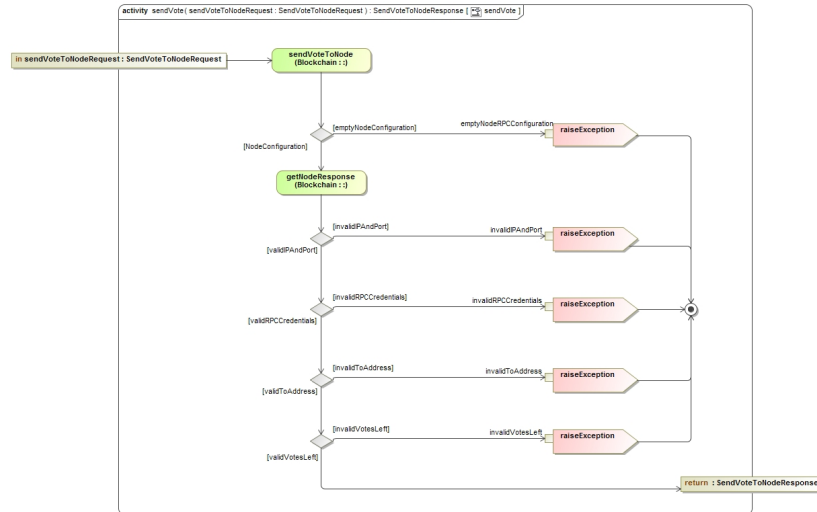 activity sendVote( sendVoteToNodeRequest : SendVoteToNodeRequest ) : SendVoteToNodeResponse [ sendVote ]
in sendVoteToNodeRequest : SendVoteToNodeRequest
sendVoteToNode
(Blockchain : :)
[emptyNodeConfiguration]
emptyNodeRPCConfiguration
raiseException
[NodeConfiguration]
getNodeResponse
(Blockchain : :)
[invalidIPAndPort]
invalidIPAndPort
raiseException
[validIPAndPort]
[invalidRPCCredentials]
invalidRPCCredentials
raiseException
[validRPCCredentials]
[invalidToAddress]
invalidToAddress
raiseException
[validToAddress]
[invalidVotesLeft]
invalidVotesLeft
raiseException
[validVotesLeft]
return : SendVoteToNodeResponse